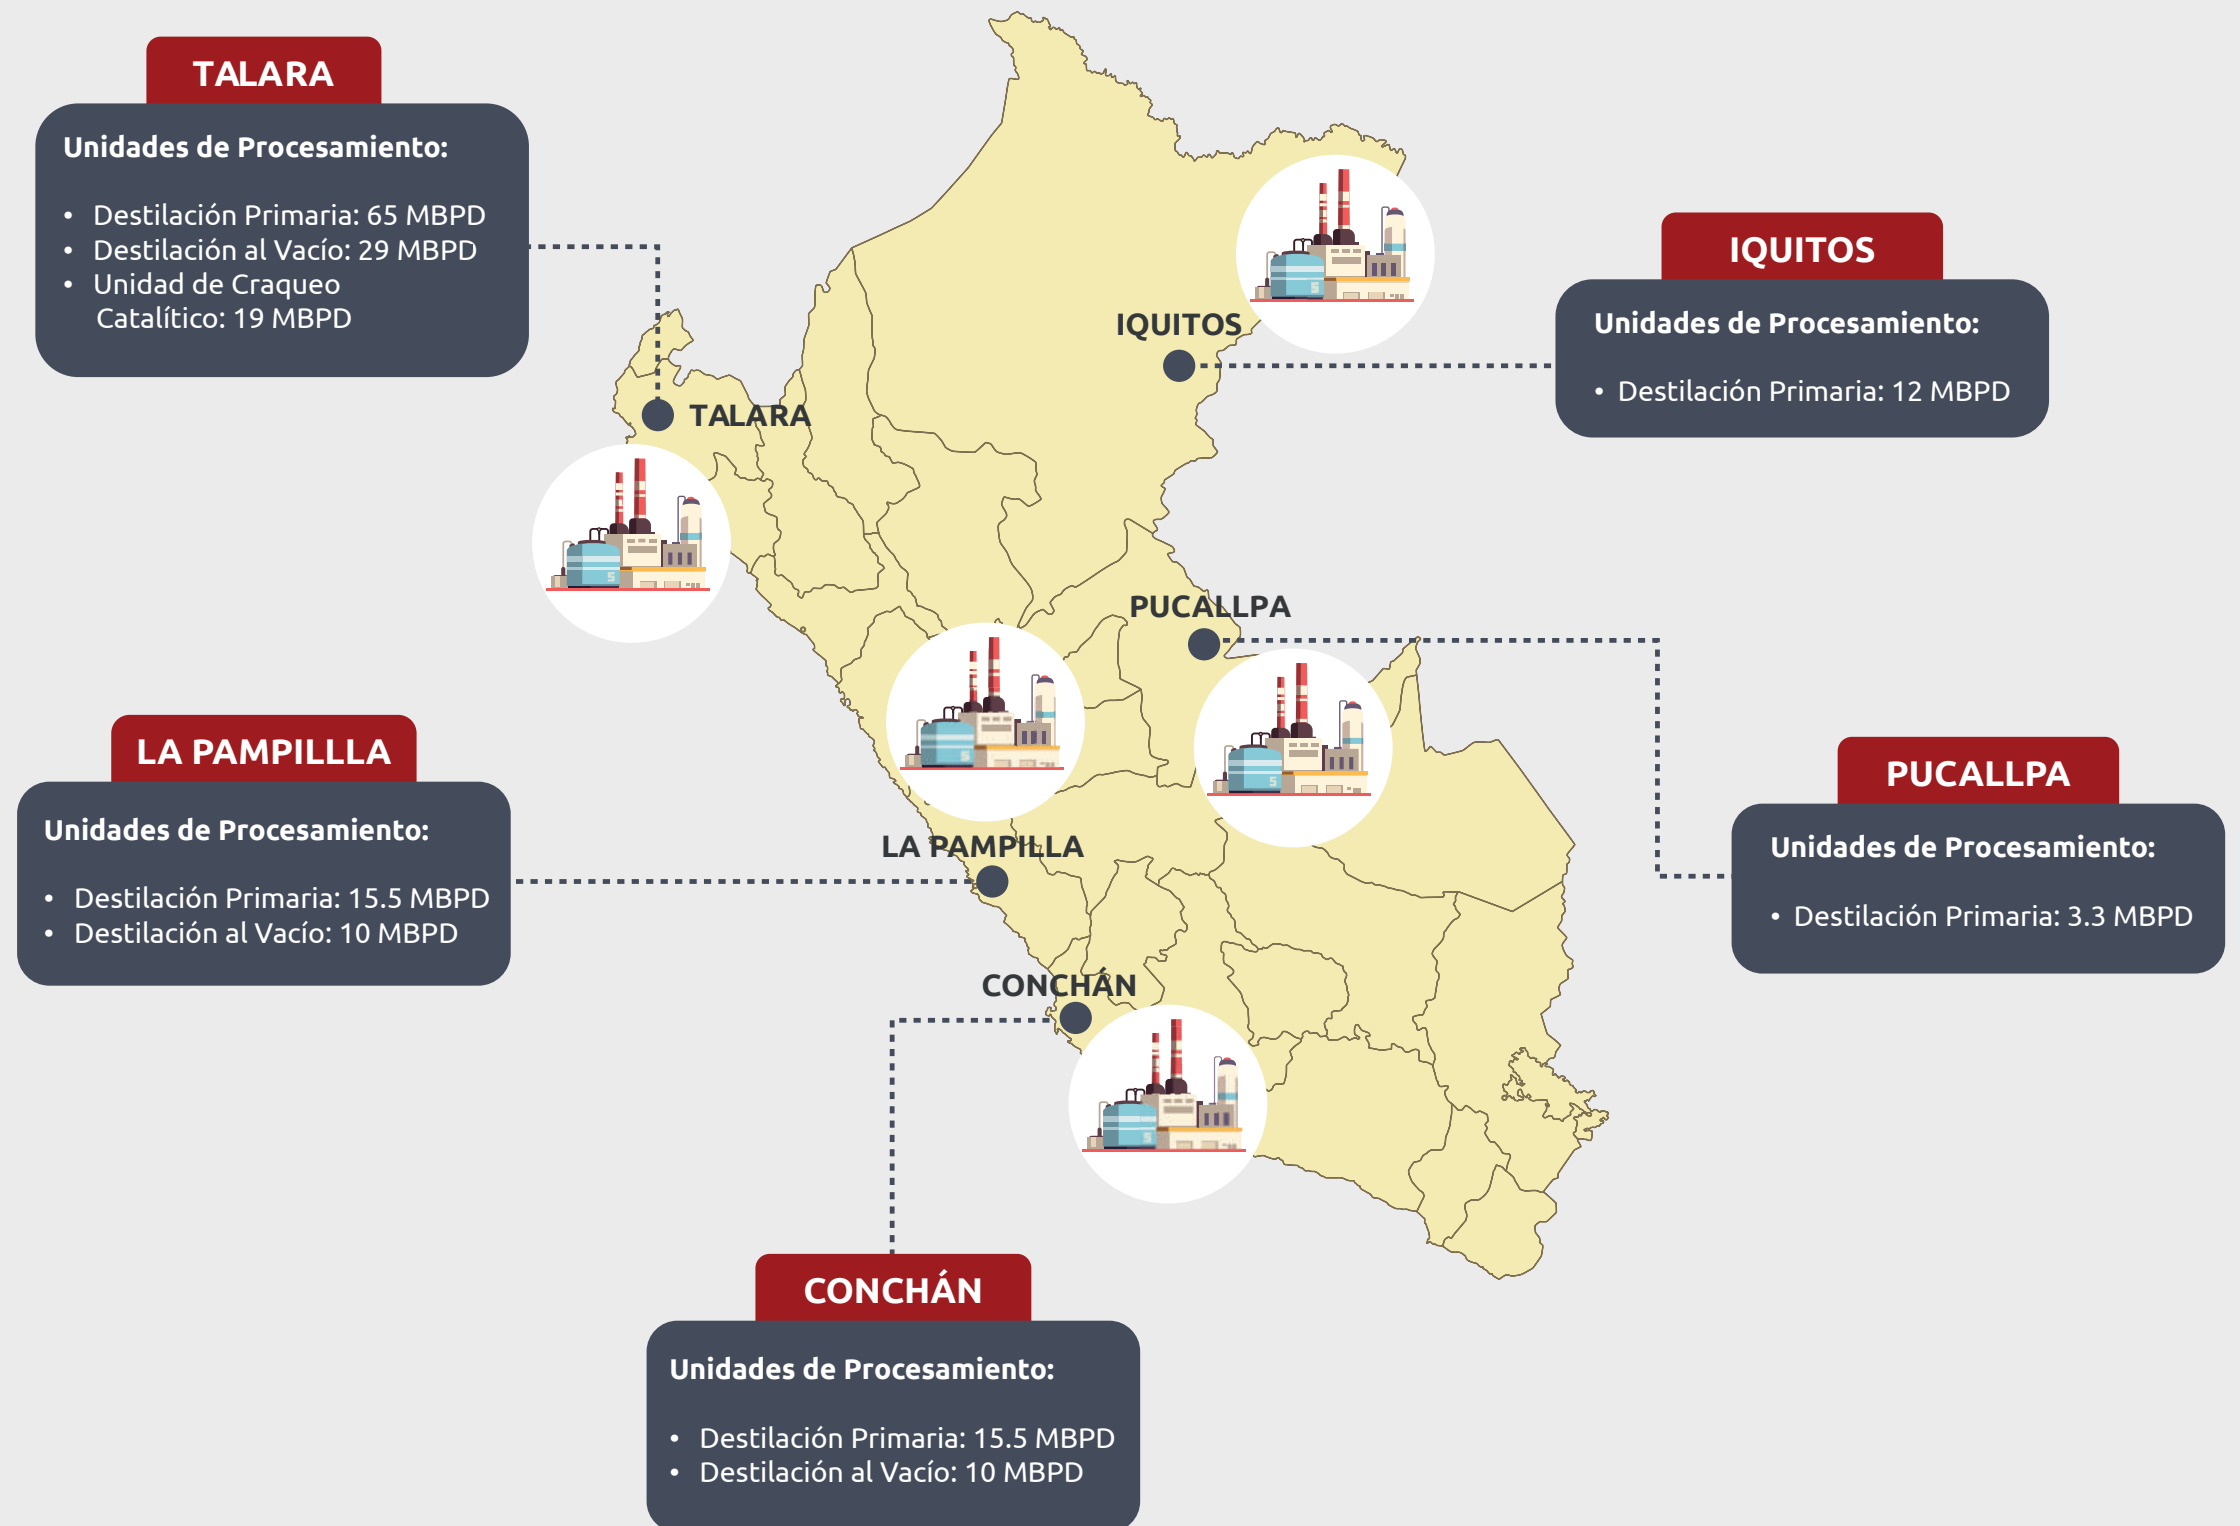 TALARA
Unidades de Procesamiento:
• Destilación Primaria: 65 MBPD
• Destilación al Vacío: 29 MBPD
• Unidad de Craqueo
Catalítico: 19 MBPD
IQUITOS
Unidades de Procesamiento:
• Destilación Primaria: 12 MBPD
IQUITOS
TALARA
PUCALLPA
LA PAMPILLLA
Unidades de Procesamiento:
• Destilación Primaria: 15.5 MBPD
• Destilación al Vacío: 10 MBPD
PUCALLPA
Unidades de Procesamiento:
• Destilación Primaria: 3.3 MBPD
LA PAMPILLA
CONCHÁN
CONCHÁN
Unidades de Procesamiento:
• Destilación Primaria: 15.5 MBPD
• Destilación al Vacío: 10 MBPD